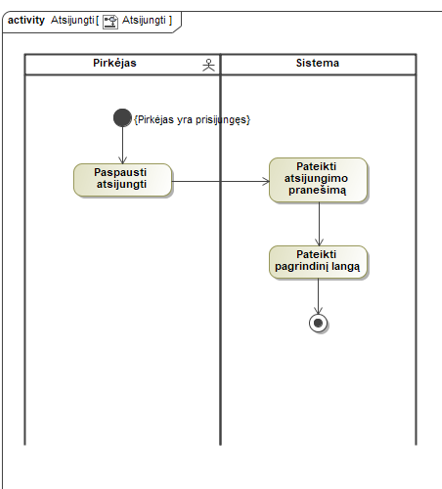 activity Atsijungti[ Atsijungti ]
Pirkėjas
Sistema
{Pirkėjas yra prisijungęs}
Paspausti
atsijungti
Pateikti
atsijungimo
pranešimą
Pateikti
pagrindinį langą